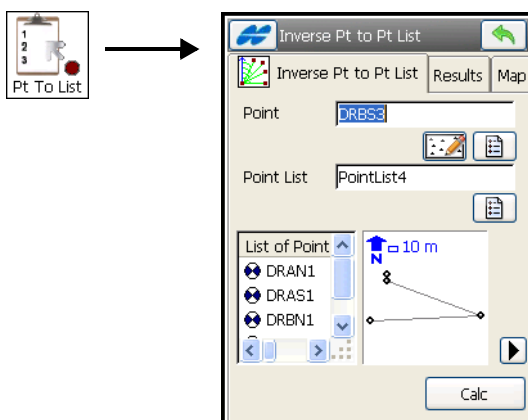 1
2
3
Pt To List
Inverse Pt to Pt List
Inverse Pt to Pt List Results Map
Point DRBS3
Point List PointList4
List of Point
10 m
N
DRAN1
DRAS1
DRBN1
Calc